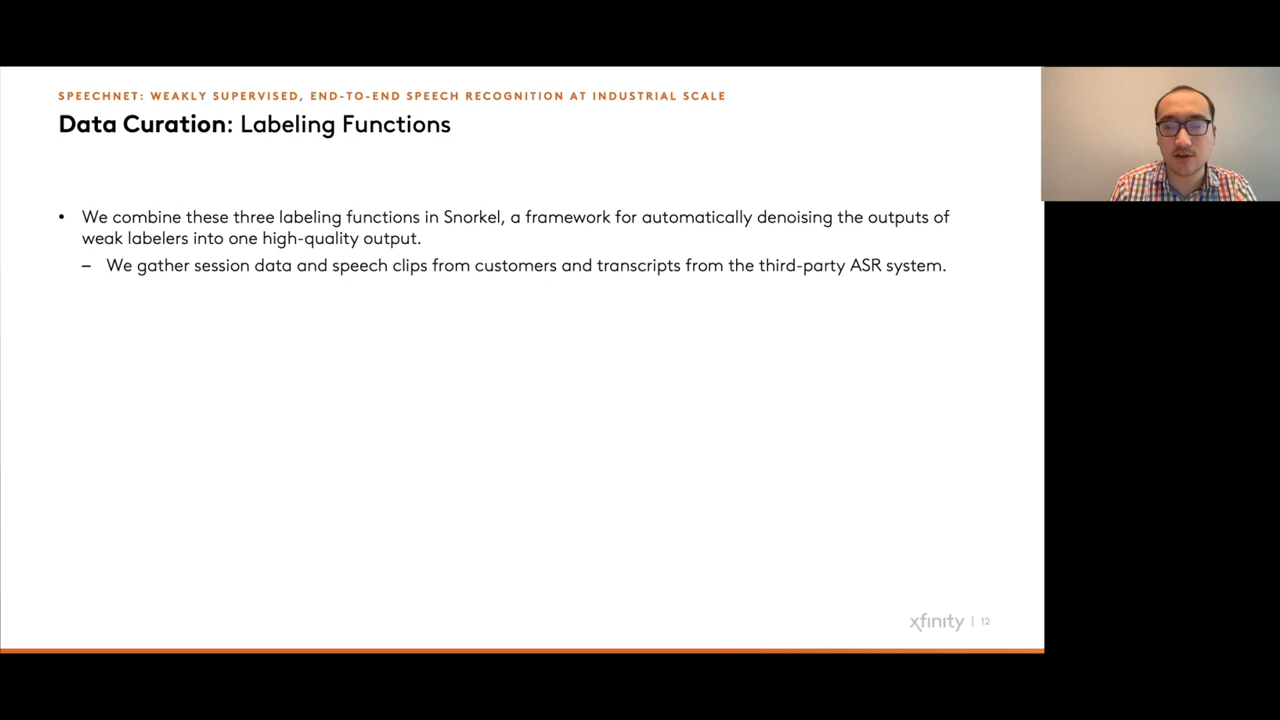 SPEECHNET: WEAKLY SUPERVISED, END-TO-END SPEECH RECOGNITION AT INDUSTRIAL SCALE
Data Curation: Labeling Functions
• We combine these three labeling functions in Snorkel, a framework for automatically denoising the outputs of
weak labelers into one high-quality output.
– We gather session data and speech clips from customers and transcripts from the third-party ASR system.
xfinity | 12